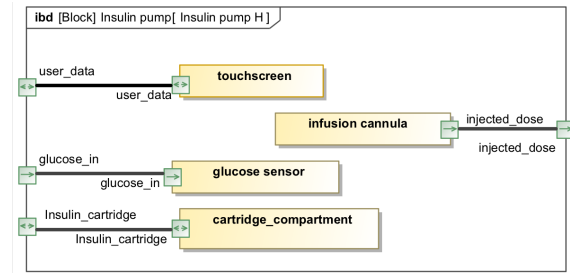 ibd [Block] Insulin pump[ Insulin pump H ]
user_data
touchscreen
user_data
infusion cannula
injected_dose
injected_dose
glucose_in
glucose sensor
glucose_in
Insulin_cartridge
cartridge_compartment
Insulin_cartridge